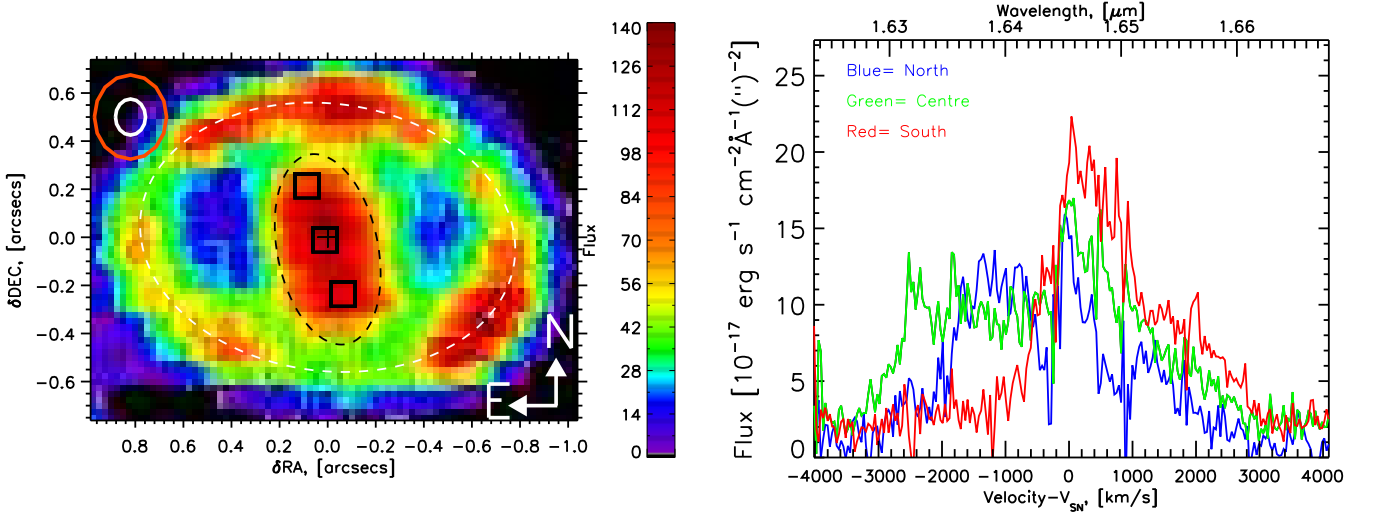 0.6
0.4
0.2
0.0
−0.2
−0.4
−0.6
δDEC, [arcsecs]
0.8 0.6 0.4 0.2 0.0 −0.2 −0.4 −0.6 −0.8 −1.0
δRA, [arcsecs]
N
E
140
126
112
98
84
70
56
42
28
14
0
Flux
Wavelength, [μm]
1.63 1.64 1.65 1.66
Blue= North
Green= Centre
Red= South
25
20
15
10
5
0
Flux [10⁻¹⁷ erg s⁻¹ cm⁻²Å⁻¹(")⁻²]
−4000 −3000 −2000 −1000 0 1000 2000 3000 4000
Velocity−V_SN, [km/s]